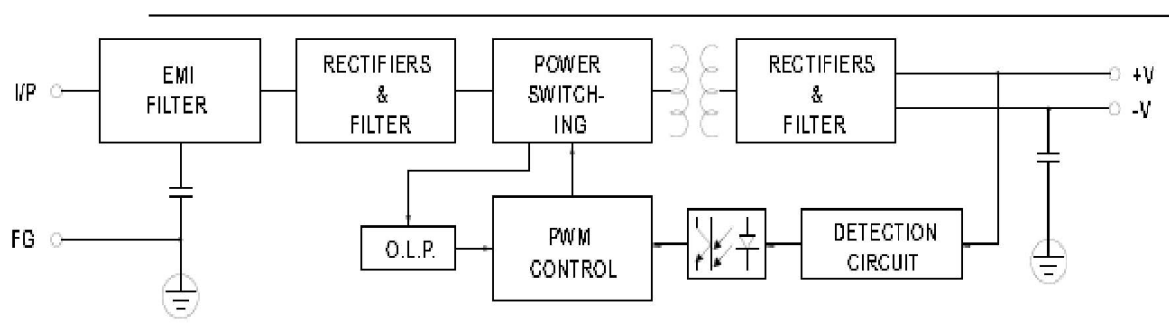 I/P
EMI
FILTER
RECTIFIERS
&
FILTER
POWER
SWITCH-
ING
RECTIFIERS
&
FILTER
+V
-V
FG
O.L.P.
PWM
CONTROL
DETECTION
CIRCUIT